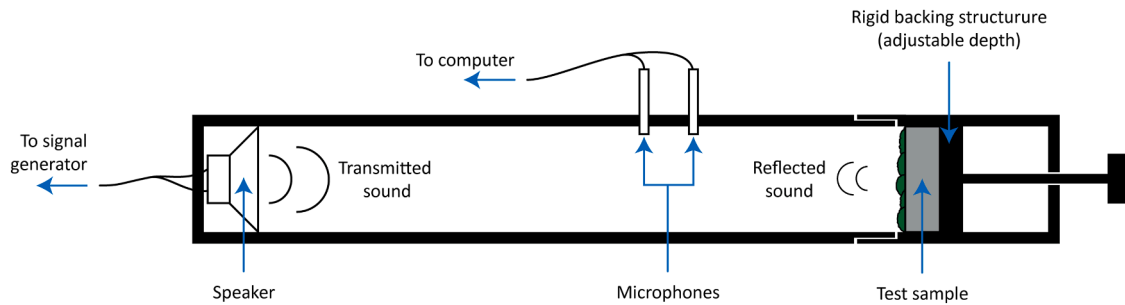 Rigid backing structurure
(adjustable depth)
To computer
To signal
generator
Transmitted
sound
Reflected
sound
Speaker
Microphones
Test sample